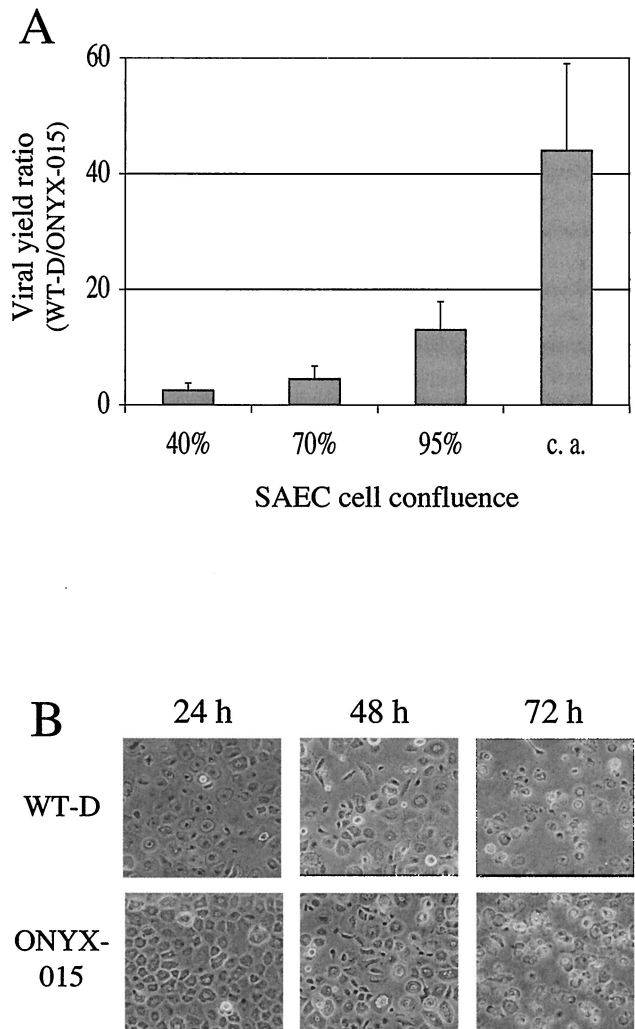 A
Viral yield ratio
(WT-D/ONYX-015)
60
40
20
0
40% 70% 95% c. a.
SAEC cell confluence
B
24 h 48 h 72 h
WT-D
ONYX-
015